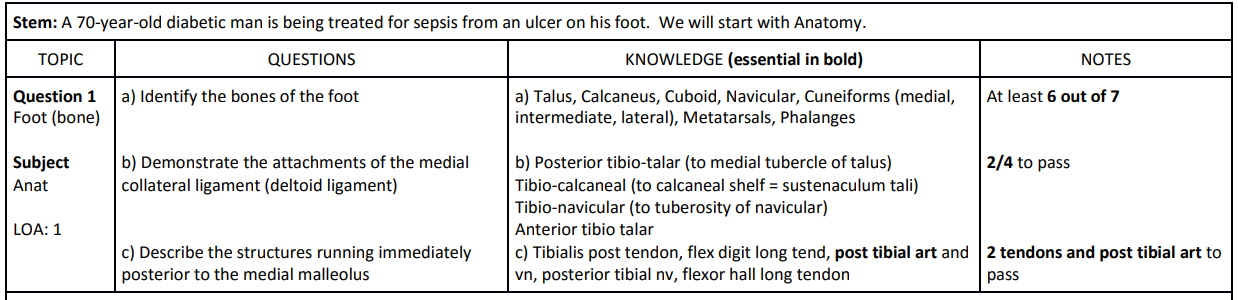 Stem: A 70-year-old diabetic man is being treated for sepsis from an ulcer on his foot.  We will start with Anatomy.
TOPIC
QUESTIONS
KNOWLEDGE (essential in bold)
NOTES
Question 1
Foot (bone)
Subject
Anat
LOA: 1
a) Identify the bones of the foot
b) Demonstrate the attachments of the medial
collateral ligament (deltoid ligament)
c) Describe the structures running immediately
posterior to the medial malleolus
a) Talus, Calcaneus, Cuboid, Navicular, Cuneiforms (medial,
intermediate, lateral), Metatarsals, Phalanges
b) Posterior tibio-talar (to medial tubercle of talus)
Tibio-calcaneal (to calcaneal shelf = sustenaculum tali)
Tibio-navicular (to tuberosity of navicular)
Anterior tibio talar
c) Tibialis post tendon, flex digit long tend, post tibial art and
vn, posterior tibial nv, flexor hall long tendon
At least 6 out of 7
2/4 to pass
2 tendons and post tibial art to
pass